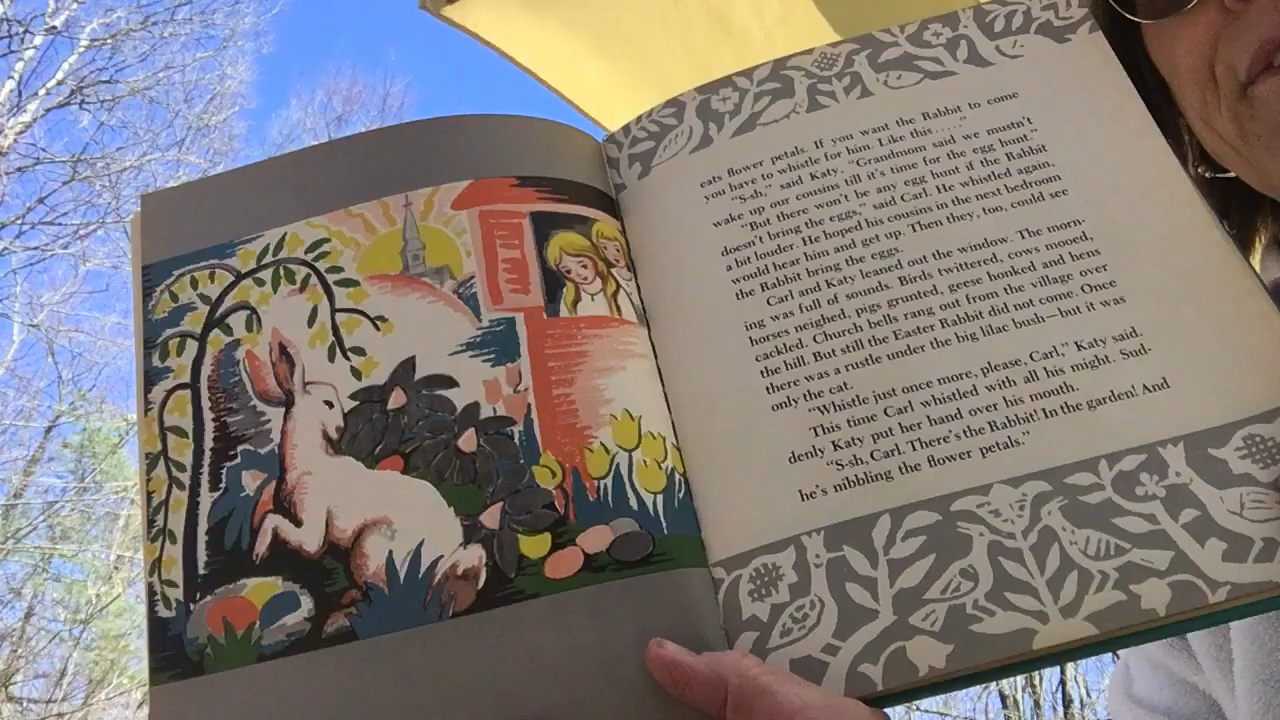 eats flower petals. If you want the Rabbit to come
you have to whistle for him. Like this . . . . ."
"S-sh," said Katy. "Grandmom said we mustn't
wake up our cousins till it's time for the egg hunt."
"But there won't be any egg hunt if the Rabbit
doesn't bring the eggs," said Carl. He whistled again,
a bit louder. He hoped his cousins in the next bedroom
would hear him and get up. Then they, too, could see
the Rabbit bring the eggs.
Carl and Katy leaned out the window. The morn-
ing was full of sounds. Birds twittered, cows mooed,
horses neighed, pigs grunted, geese honked and hens
cackled. Church bells rang out from the village over
the hill. But still the Easter Rabbit did not come. Once
there was a rustle under the big lilac bush—but it was
only the cat.
"Whistle just once more, please, Carl," Katy said.
This time Carl whistled with all his might. Sud-
denly Katy put her hand over his mouth.
"S-sh, Carl. There's the Rabbit! In the garden! And
he's nibbling the flower petals."